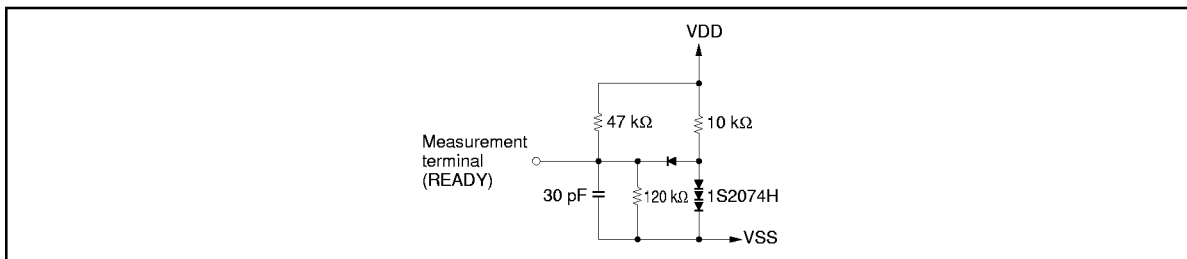 VDD
47 kΩ
10 kΩ
Measurement
terminal
(READY)
30 pF
120 kΩ
1S2074H
VSS